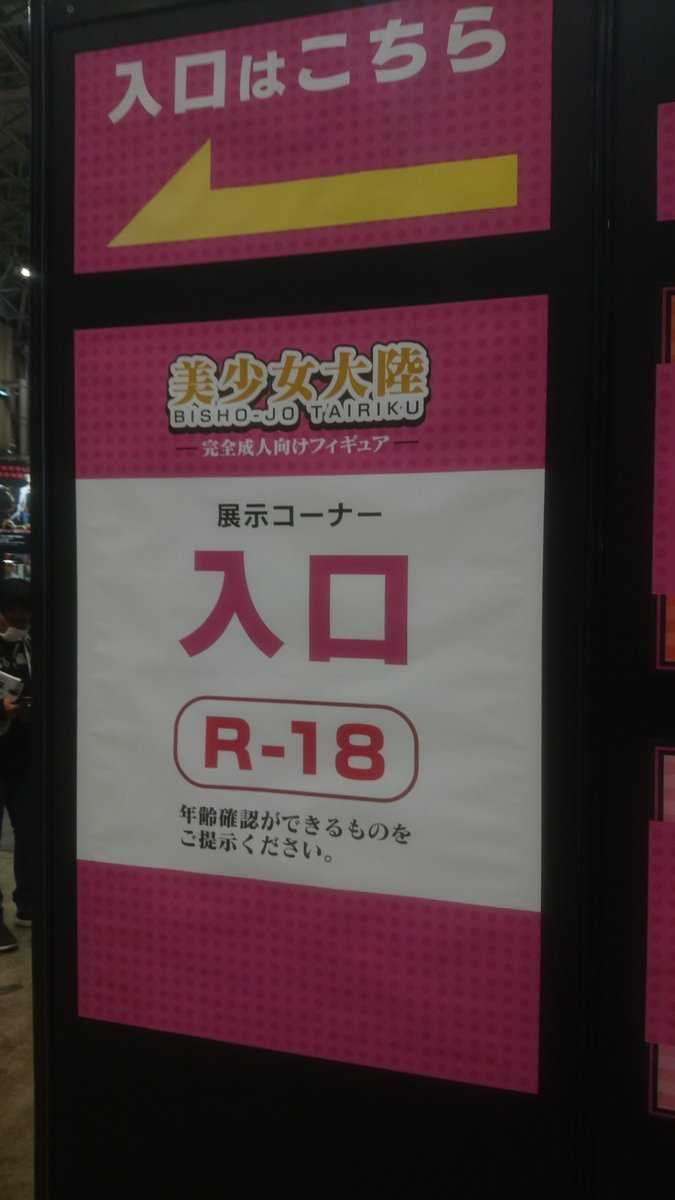 入口はこちら
美少女大陸
BISHO-JO TAIRIKU
完全成人向けフィギュア
展示コーナー
入口
R-18
年齢確認ができるものを
ご提示ください。